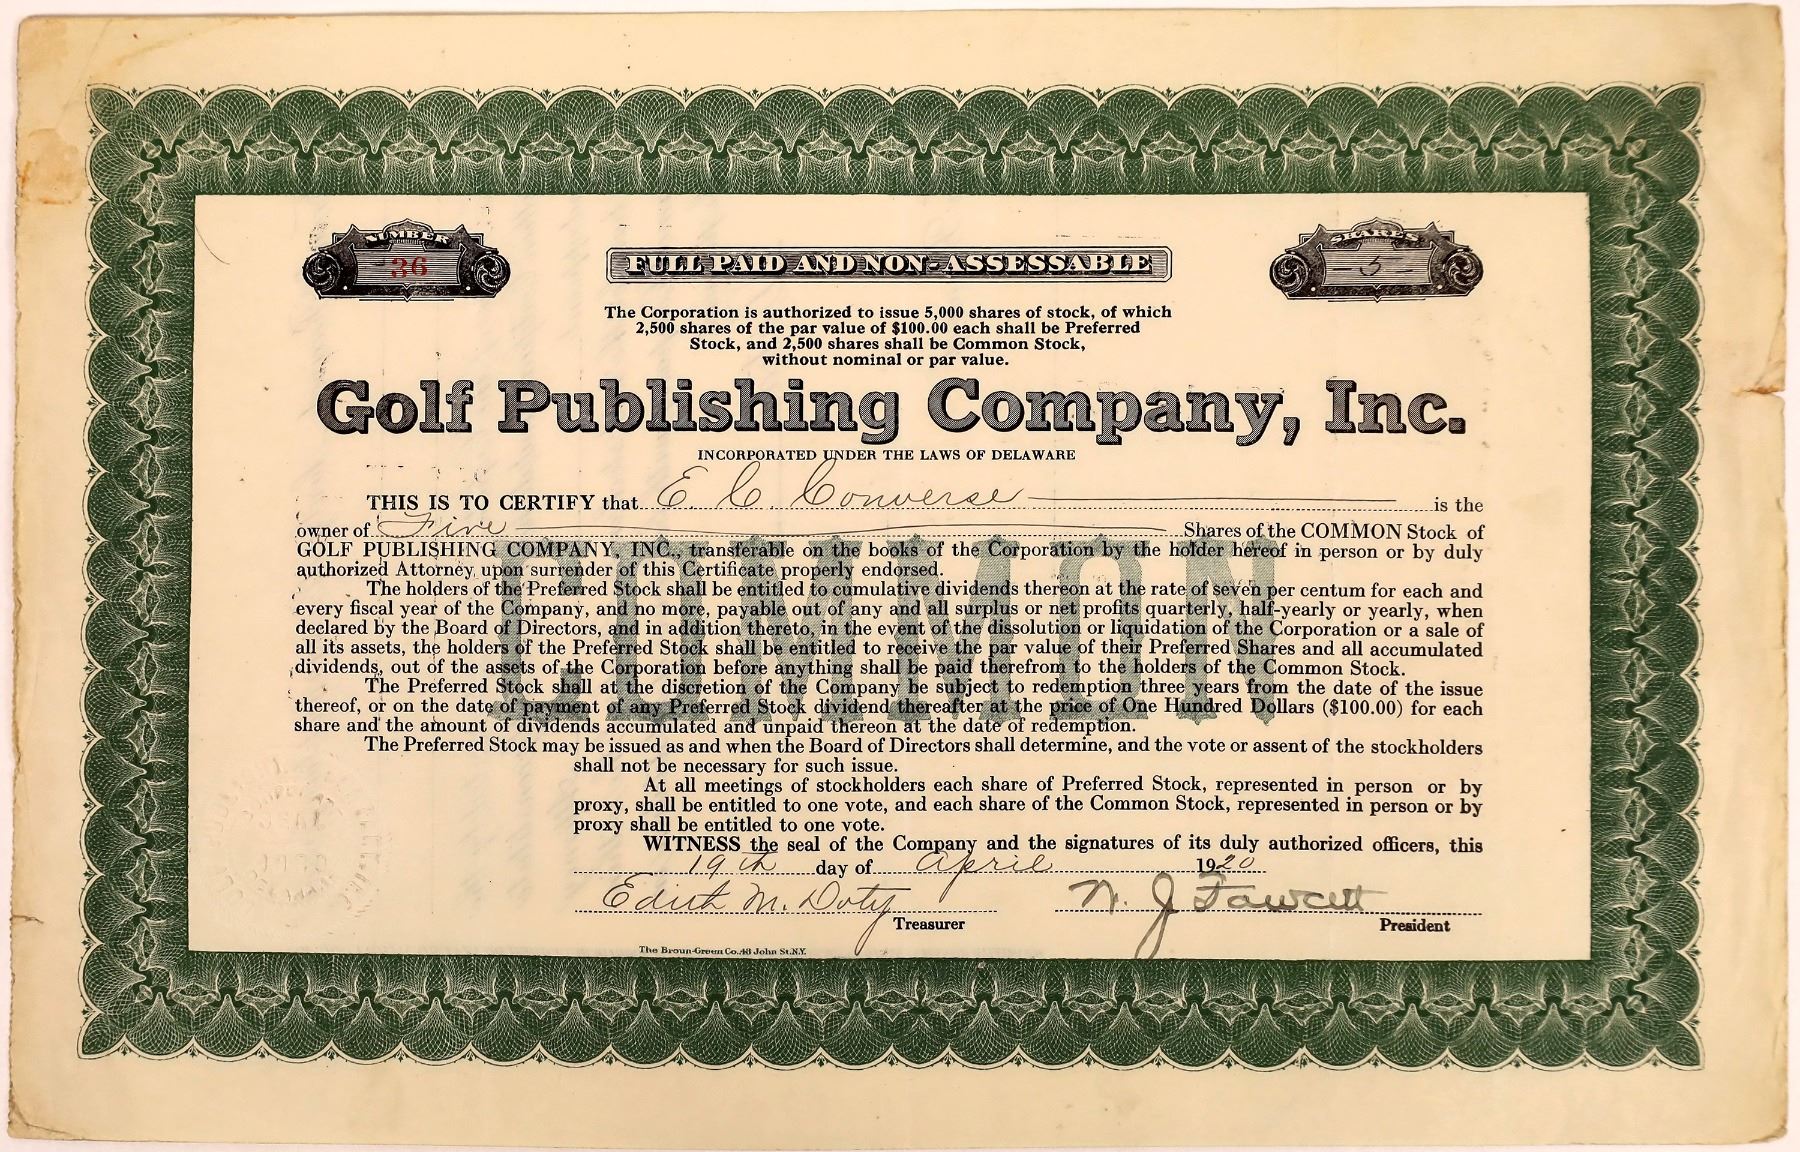 NUMBER
36
FULL PAID AND NON-ASSESSABLE
SHARES
-5-
The Corporation is authorized to issue 5,000 shares of stock, of which
2,500 shares of the par value of $100.00 each shall be Preferred
Stock, and 2,500 shares shall be Common Stock,
without nominal or par value.
Golf Publishing Company, Inc.
INCORPORATED UNDER THE LAWS OF DELAWARE
THIS IS TO CERTIFY that E. C. Converse is the
owner of Five Shares of the COMMON Stock of
GOLF PUBLISHING COMPANY, INC., transferable on the books of the Corporation by the holder hereof in person or by duly
authorized Attorney upon surrender of this Certificate properly endorsed.
The holders of the Preferred Stock shall be entitled to cumulative dividends thereon at the rate of seven per centum for each and
every fiscal year of the Company, and no more, payable out of any and all surplus or net profits quarterly, half-yearly or yearly, when
declared by the Board of Directors, and in addition thereto, in the event of the dissolution or liquidation of the Corporation or a sale of
all its assets, the holders of the Preferred Stock shall be entitled to receive the par value of their Preferred Shares and all accumulated
dividends, out of the assets of the Corporation before anything shall be paid therefrom to the holders of the Common Stock.
The Preferred Stock shall at the discretion of the Company be subject to redemption three years from the date of the issue
thereof, or on the date of payment of any Preferred Stock dividend thereafter at the price of One Hundred Dollars ($100.00) for each
share and the amount of dividends accumulated and unpaid thereon at the date of redemption.
The Preferred Stock may be issued as and when the Board of Directors shall determine, and the vote or assent of the stockholders
shall not be necessary for such issue.
At all meetings of stockholders each share of Preferred Stock, represented in person or by
proxy, shall be entitled to one vote, and each share of the Common Stock, represented in person or by
proxy shall be entitled to one vote.
WITNESS the seal of the Company and the signatures of its duly authorized officers, this
19th day of April 1920
Edith M. Doty Treasurer
N. J. Fawcett President
The Broun-Green Co. 48 John St. N.Y.
COMMON